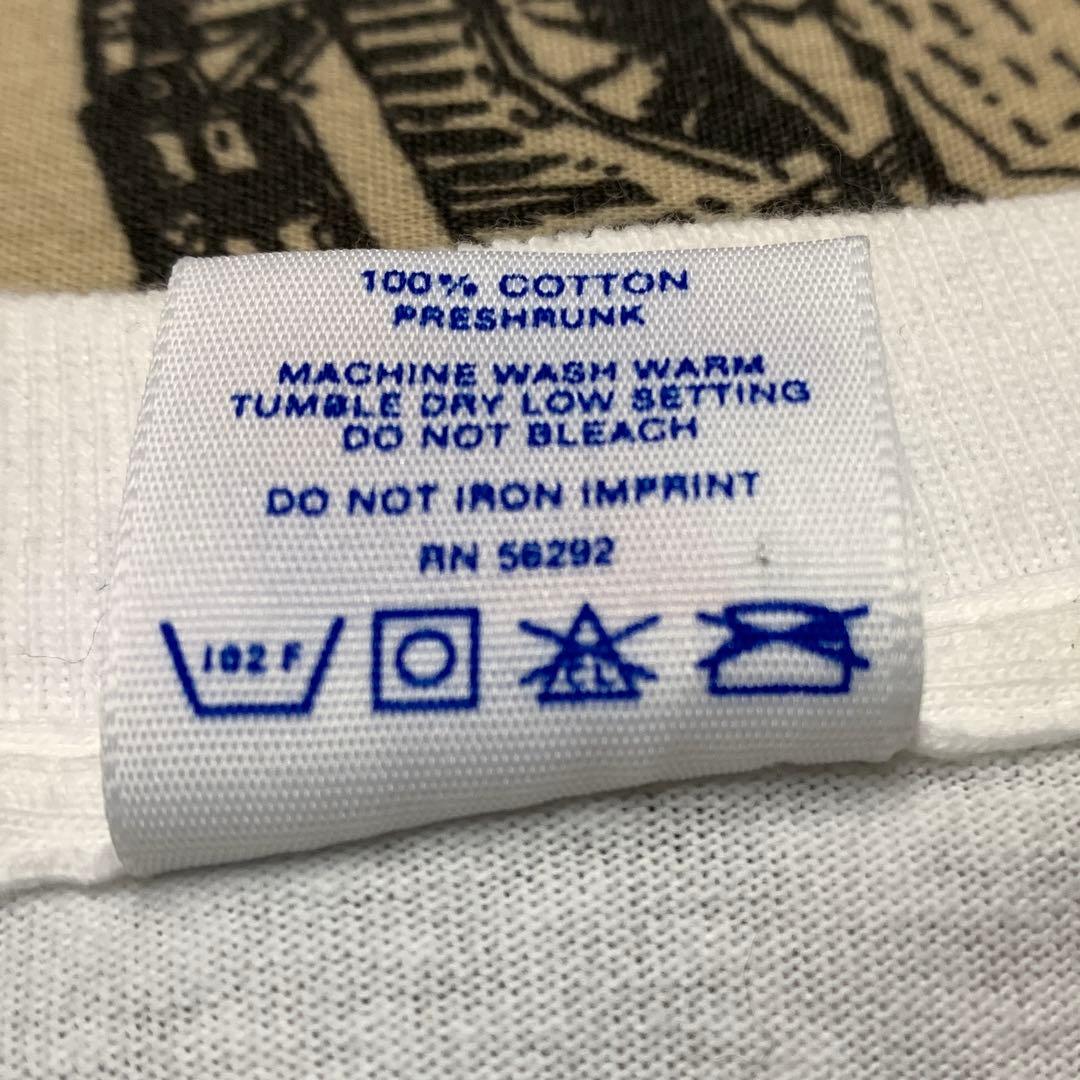 100% COTTON
PRESHRUNK
MACHINE WASH WARM
TUMBLE DRY LOW SETTING
DO NOT BLEACH
DO NOT IRON IMPRINT
RN 56292
102 F
CL